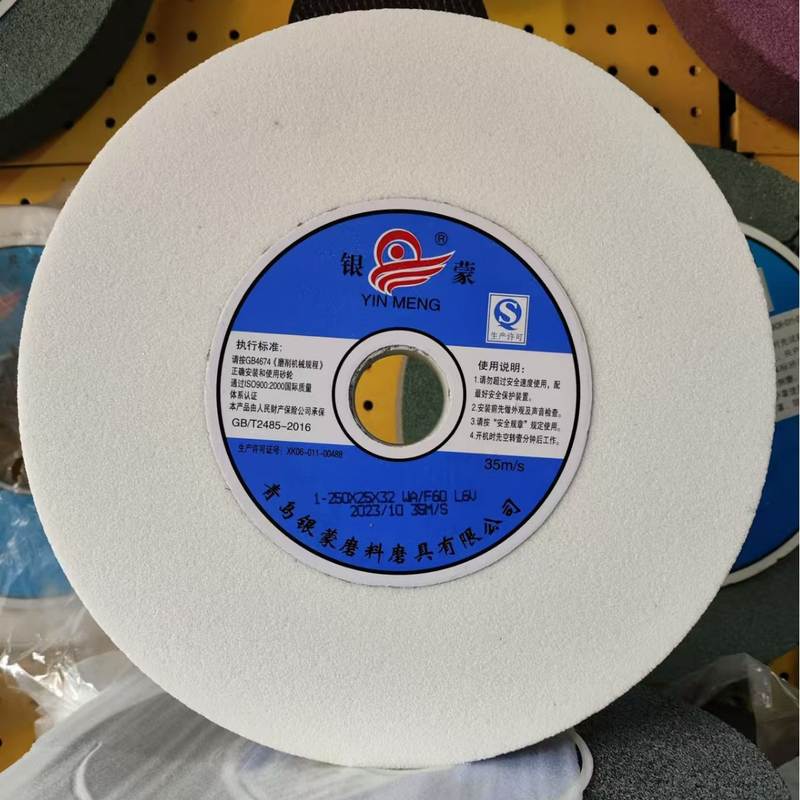 银 蒙
®
YIN MENG
S
生产许可
执行标准:
请按GB4674《磨削机械规程》
正确安装和使用砂轮
通过ISO900:2000国际质量
体系认证
本产品由人民财产保险公司承保
GB/T2485-2016
生产许可证号: XK06-011-00488
使用说明:
1.请勿超过安全速度使用,配
最好安全保护装置。
2.安装前先做外观及声音检查。
3.请按“安全规章”规定使用。
4.开机时先空转壹分钟后工作。
35m/s
1-250X25X32 WA/F60 L6V
2023/10 35M/S
青岛银蒙磨料磨具有限公司